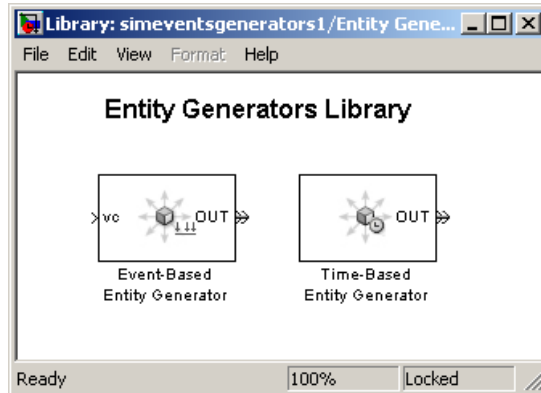 Library: simeventsgenerators1/Entity Gene...
File Edit View Format Help
Entity Generators Library
vc OUT
Event-Based
Entity Generator
OUT
Time-Based
Entity Generator
Ready 100% Locked